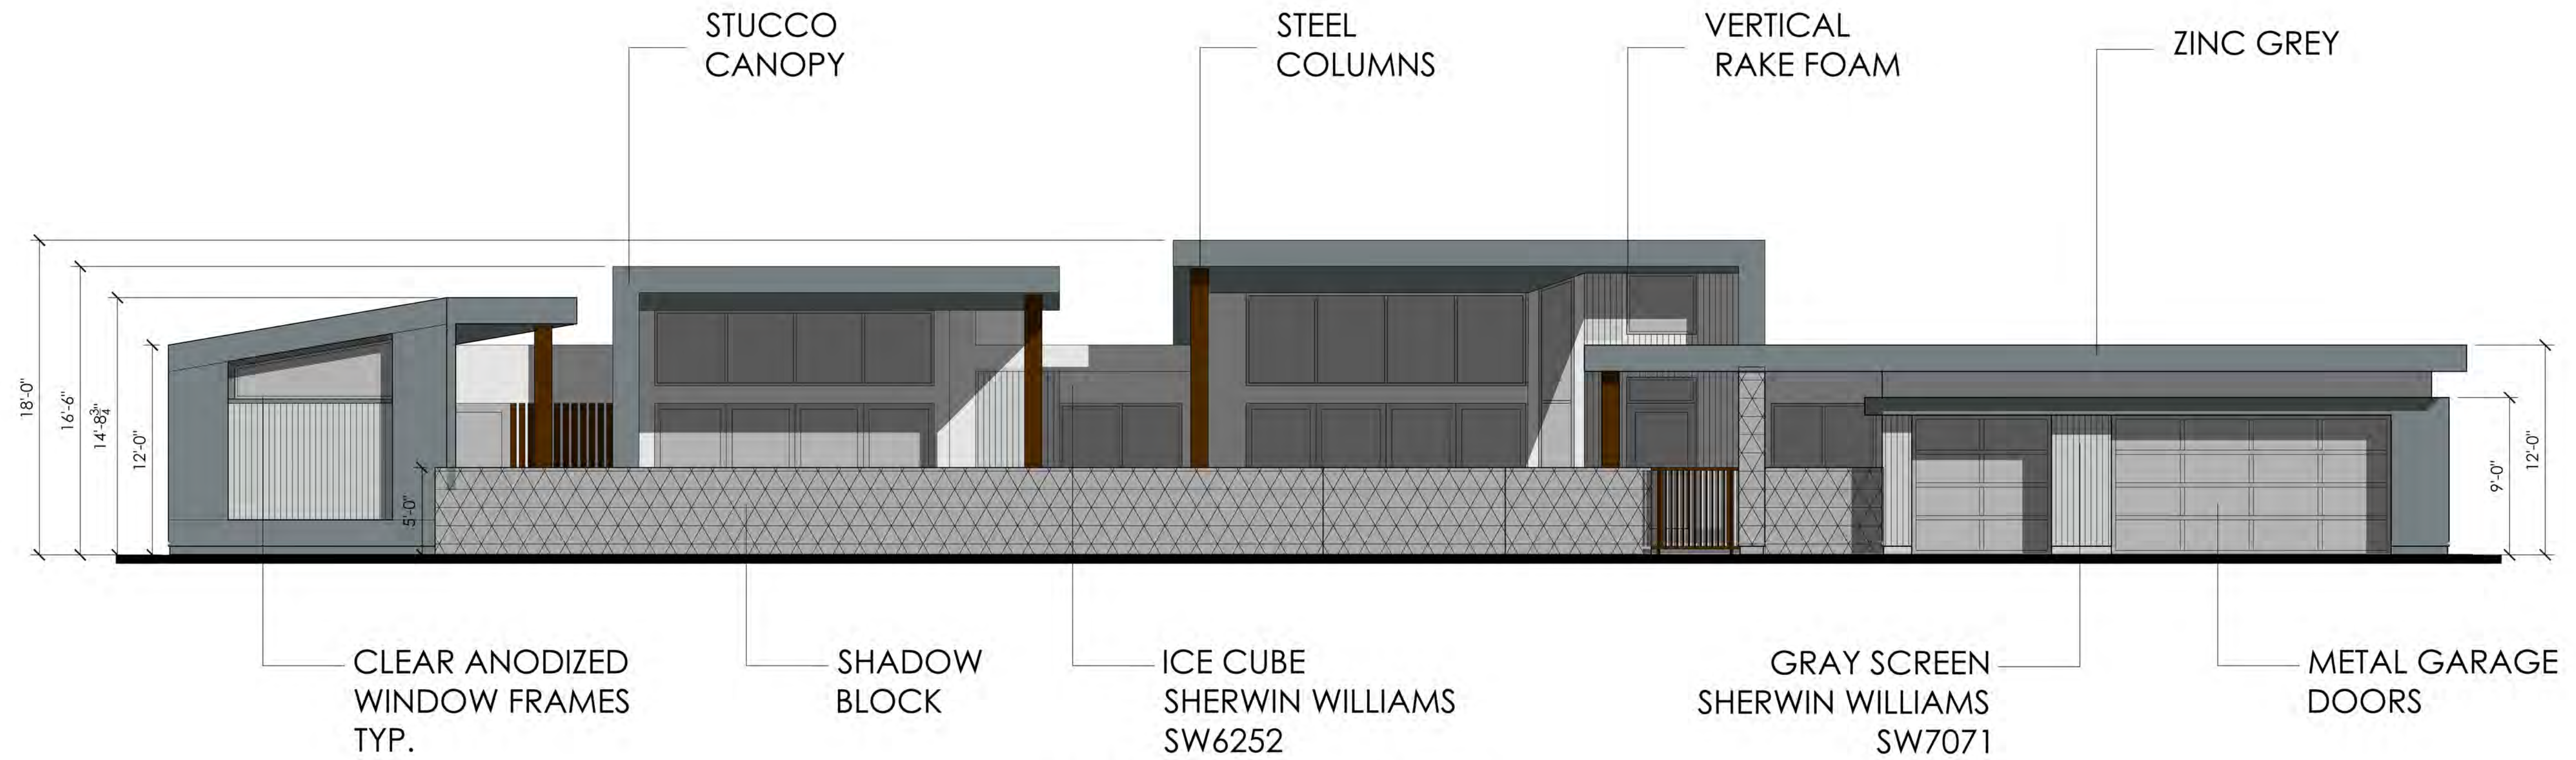 STUCCO
CANOPY
STEEL
COLUMNS
VERTICAL
RAKE FOAM
ZINC GREY
18'-0"
16'-6"
14'-8¾"
12'-0"
5'-0"
9'-0"
12'-0"
CLEAR ANODIZED
WINDOW FRAMES
TYP.
SHADOW
BLOCK
ICE CUBE
SHERWIN WILLIAMS
SW6252
GRAY SCREEN
SHERWIN WILLIAMS
SW7071
METAL GARAGE
DOORS